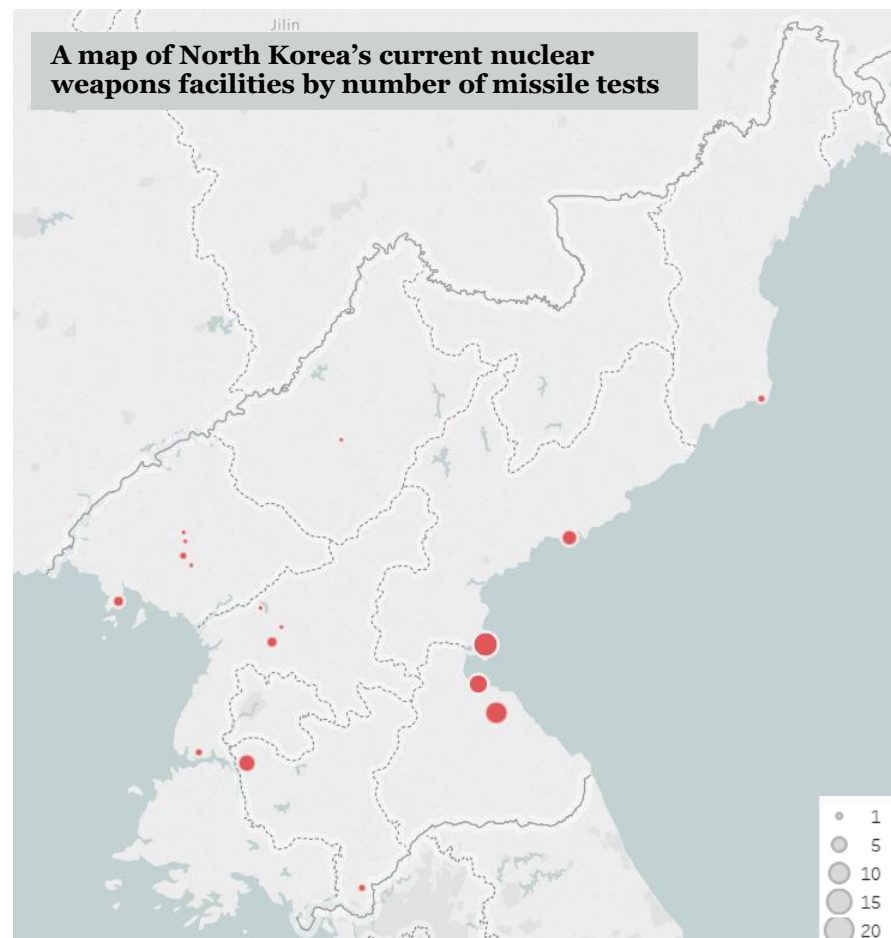 Jilin
A map of North Korea’s current nuclear
weapons facilities by number of missile tests
1
5
10
15
20